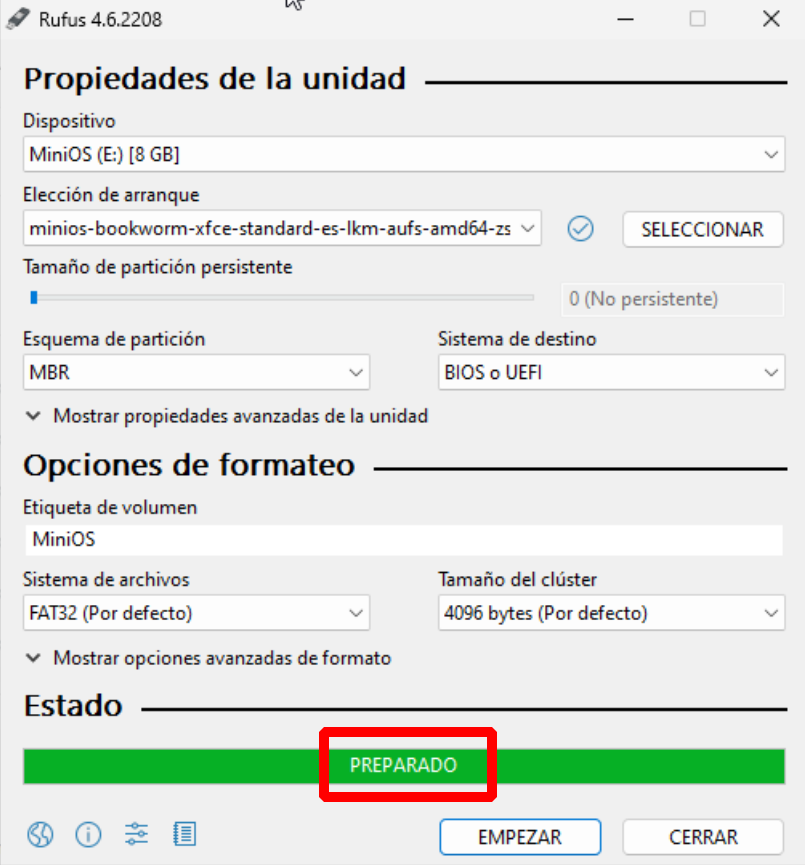 Rufus 4.6.2208
Propiedades de la unidad
Dispositivo
MiniOS (E:) [8 GB]
Elección de arranque
minios-bookworm-xfce-standard-es-lkm-aufs-amd64-zs
SELECCIONAR
Tamaño de partición persistente
0 (No persistente)
Esquema de partición Sistema de destino
MBR BIOS o UEFI
Mostrar propiedades avanzadas de la unidad
Opciones de formateo
Etiqueta de volumen
MiniOS
Sistema de archivos Tamaño del clúster
FAT32 (Por defecto) 4096 bytes (Por defecto)
Mostrar opciones avanzadas de formato
Estado
PREPARADO
EMPEZAR CERRAR